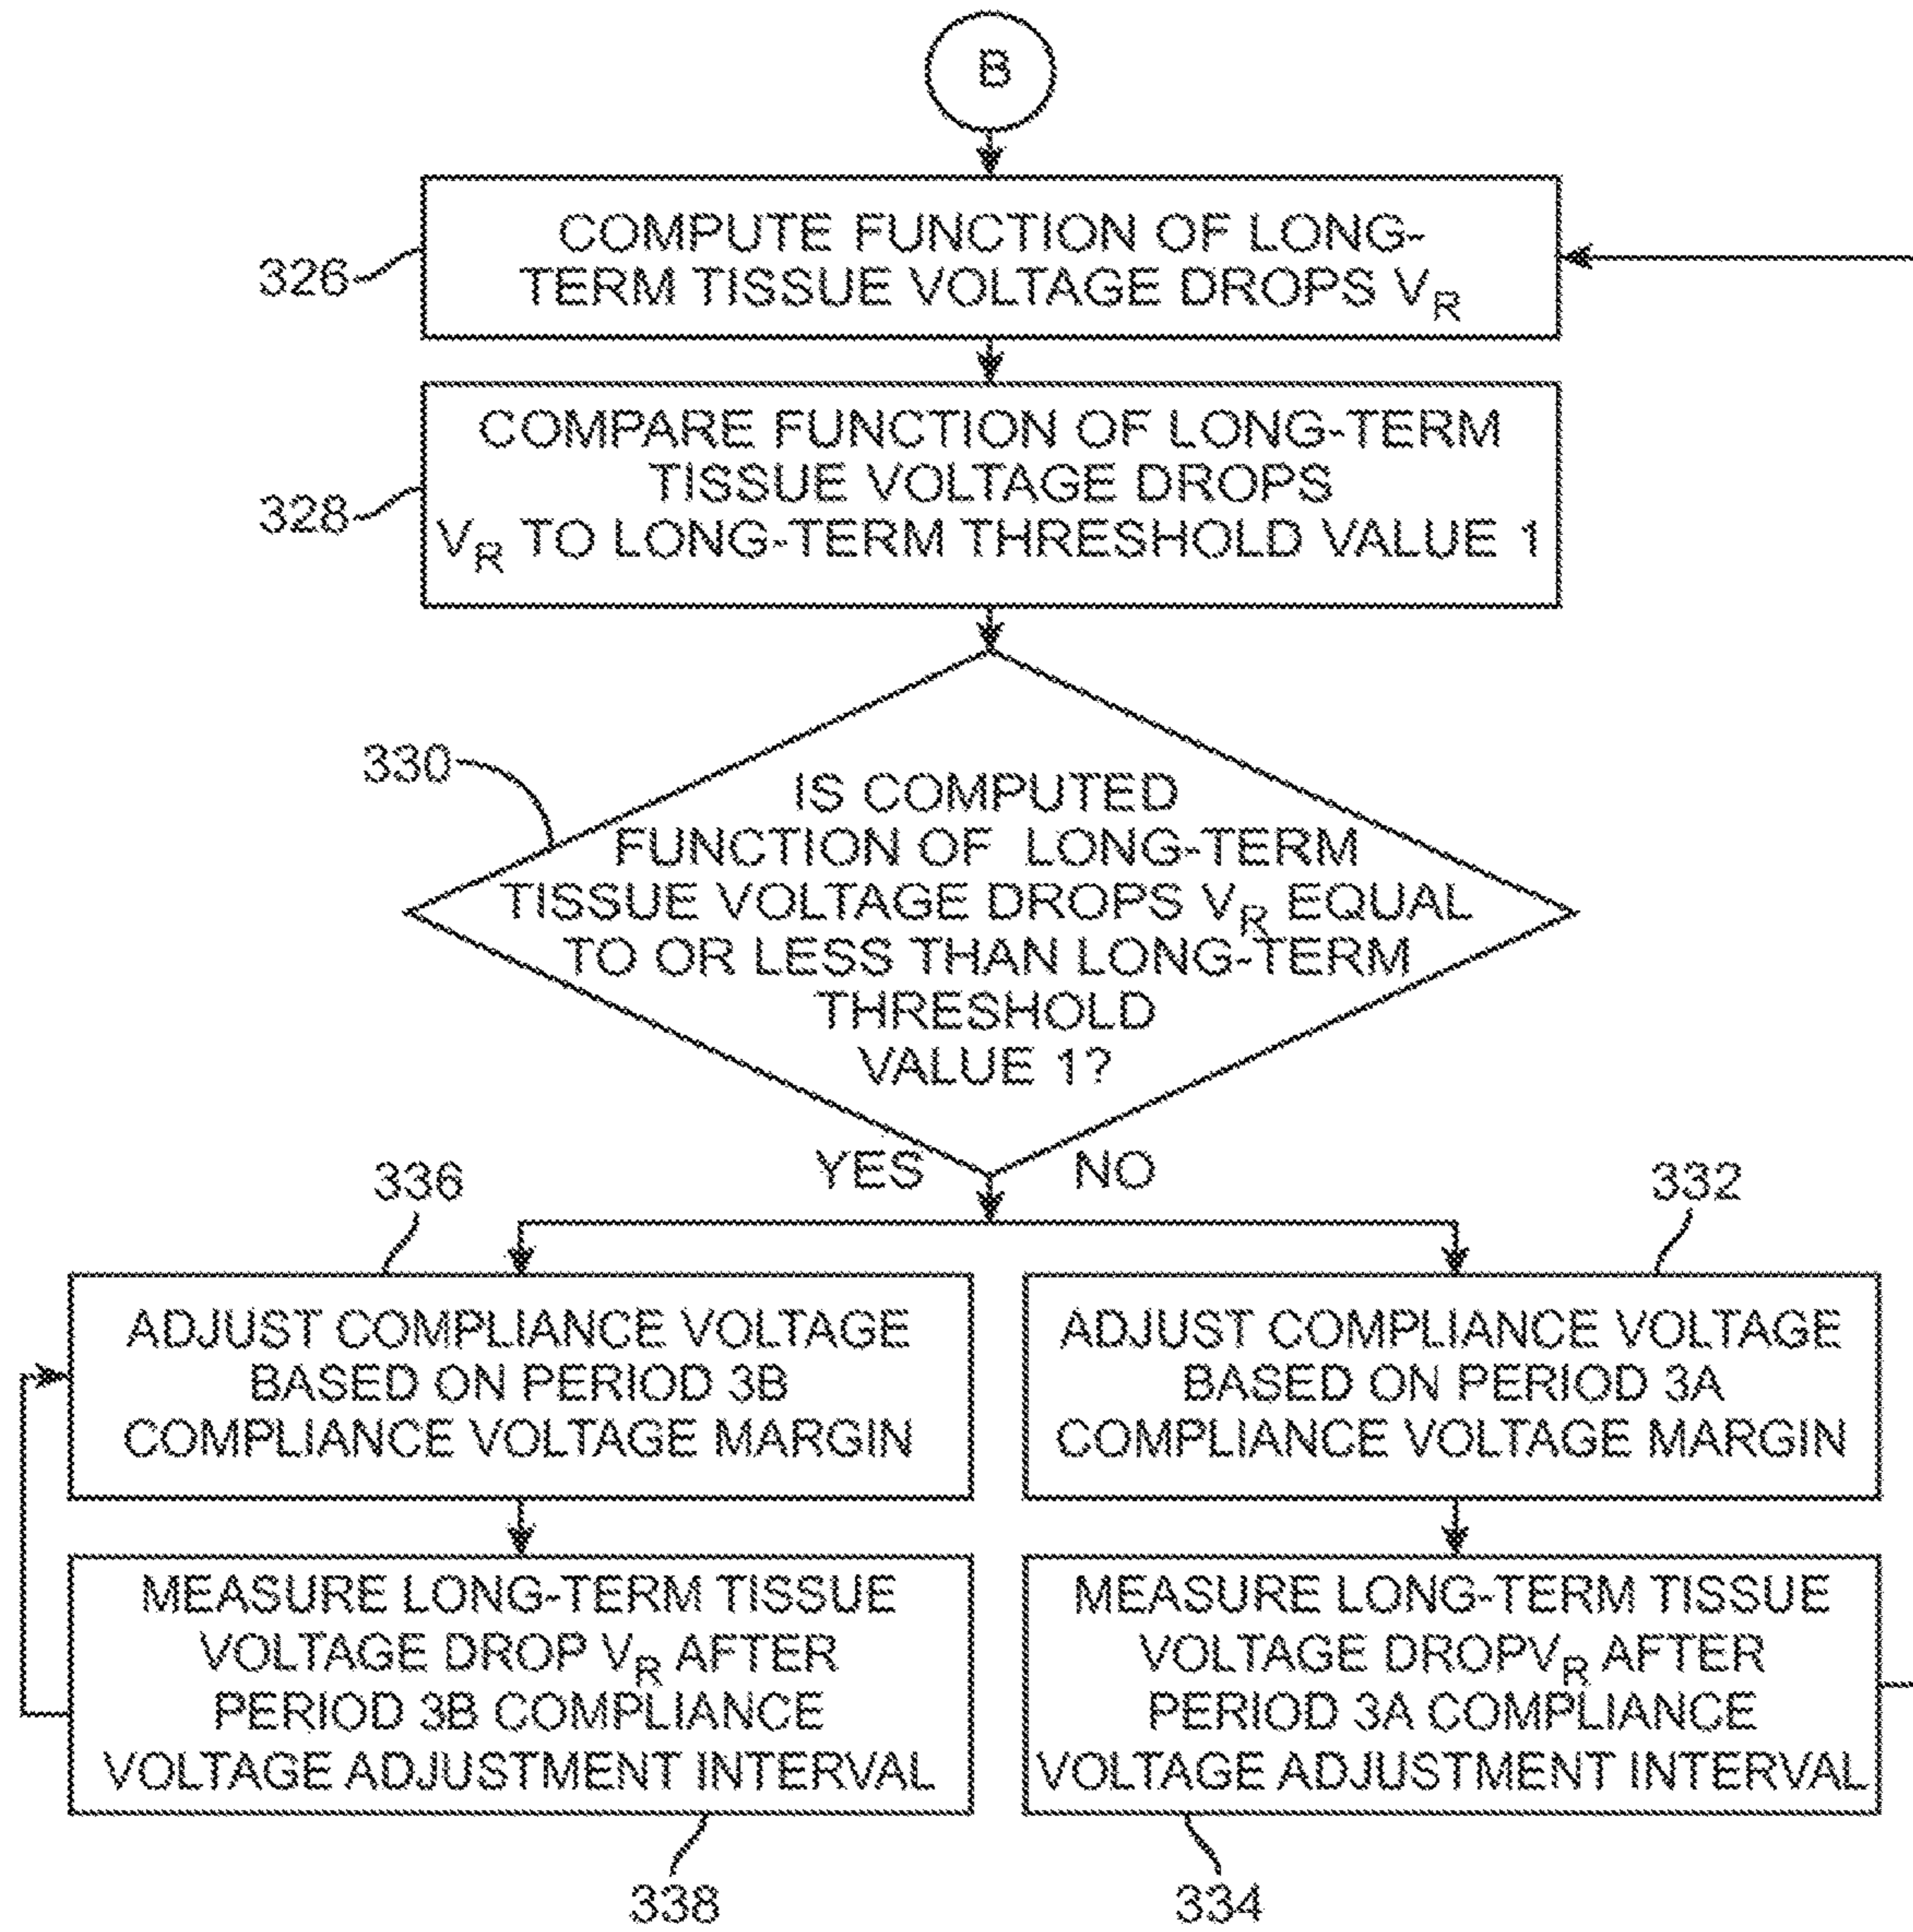 B
COMPUTE FUNCTION OF LONG-
TERM TISSUE VOLTAGE DROPS VR
326
COMPARE FUNCTION OF LONG-TERM
TISSUE VOLTAGE DROPS
VR TO LONG-TERM THRESHOLD VALUE 1
328
330
IS COMPUTED
FUNCTION OF LONG-TERM
TISSUE VOLTAGE DROPS VR EQUAL
TO OR LESS THAN LONG-TERM
THRESHOLD
VALUE 1?
YES NO
336
ADJUST COMPLIANCE VOLTAGE
BASED ON PERIOD 3B
COMPLIANCE VOLTAGE MARGIN
332
ADJUST COMPLIANCE VOLTAGE
BASED ON PERIOD 3A
COMPLIANCE VOLTAGE MARGIN
MEASURE LONG-TERM TISSUE
VOLTAGE DROP VR AFTER
PERIOD 3B COMPLIANCE
VOLTAGE ADJUSTMENT INTERVAL
338
MEASURE LONG-TERM TISSUE
VOLTAGE DROPVR AFTER
PERIOD 3A COMPLIANCE
VOLTAGE ADJUSTMENT INTERVAL
334